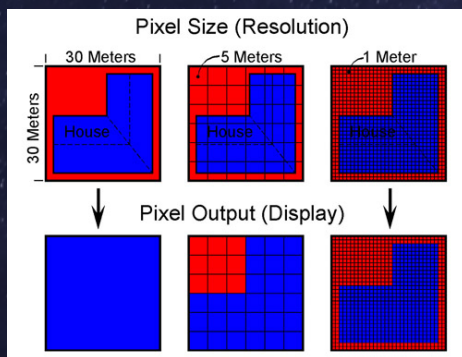 Pixel Size (Resolution)
30 Meters 5 Meters 1 Meter
30 Meters
House House House
Pixel Output (Display)